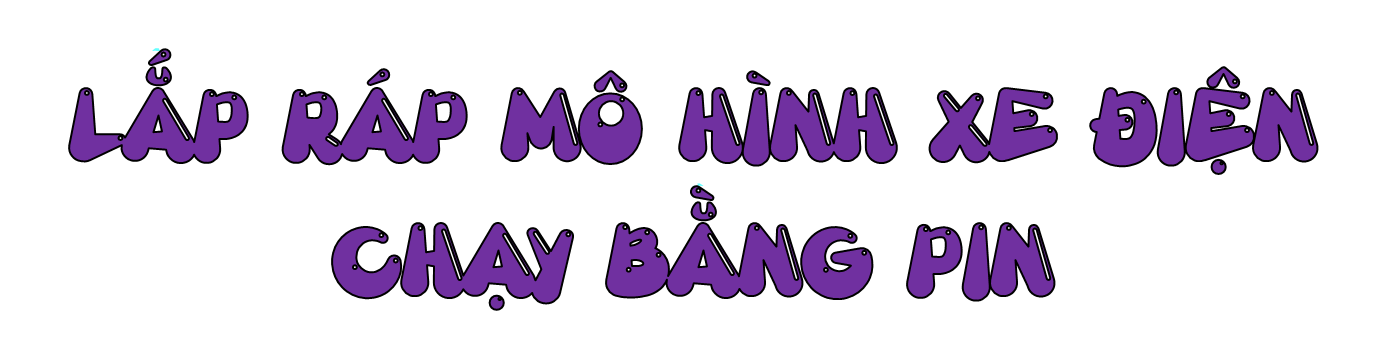 LẮP RÁP MÔ HÌNH XE ĐIỆN
CHẠY BẰNG PIN